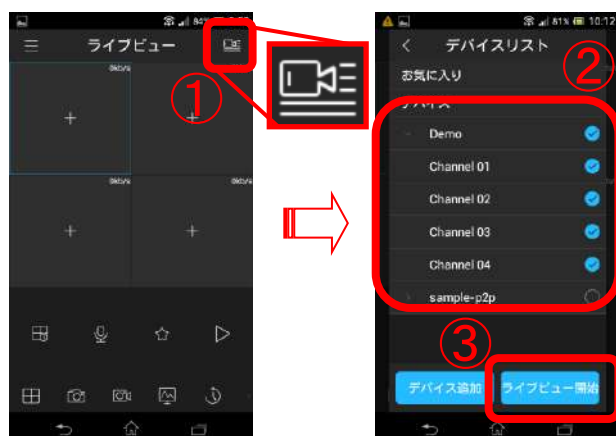 84%
ライブビュー
0kb/s
①
0kb/s
0kb/s
81% 10:12
デバイスリスト
②
お気に入り
デバイス
Demo
Channel 01
Channel 02
Channel 03
Channel 04
sample-p2p
③
デバイス追加
ライブビュー開始